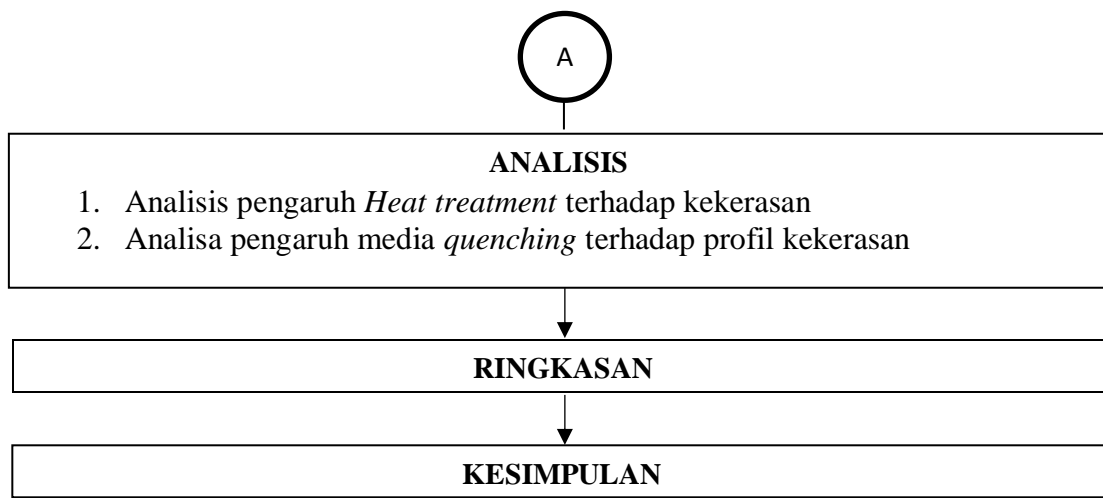 A
ANALISIS
1. Analisis pengaruh Heat treatment terhadap kekerasan
2. Analisa pengaruh media quenching terhadap profil kekerasan
RINGKASAN
KESIMPULAN